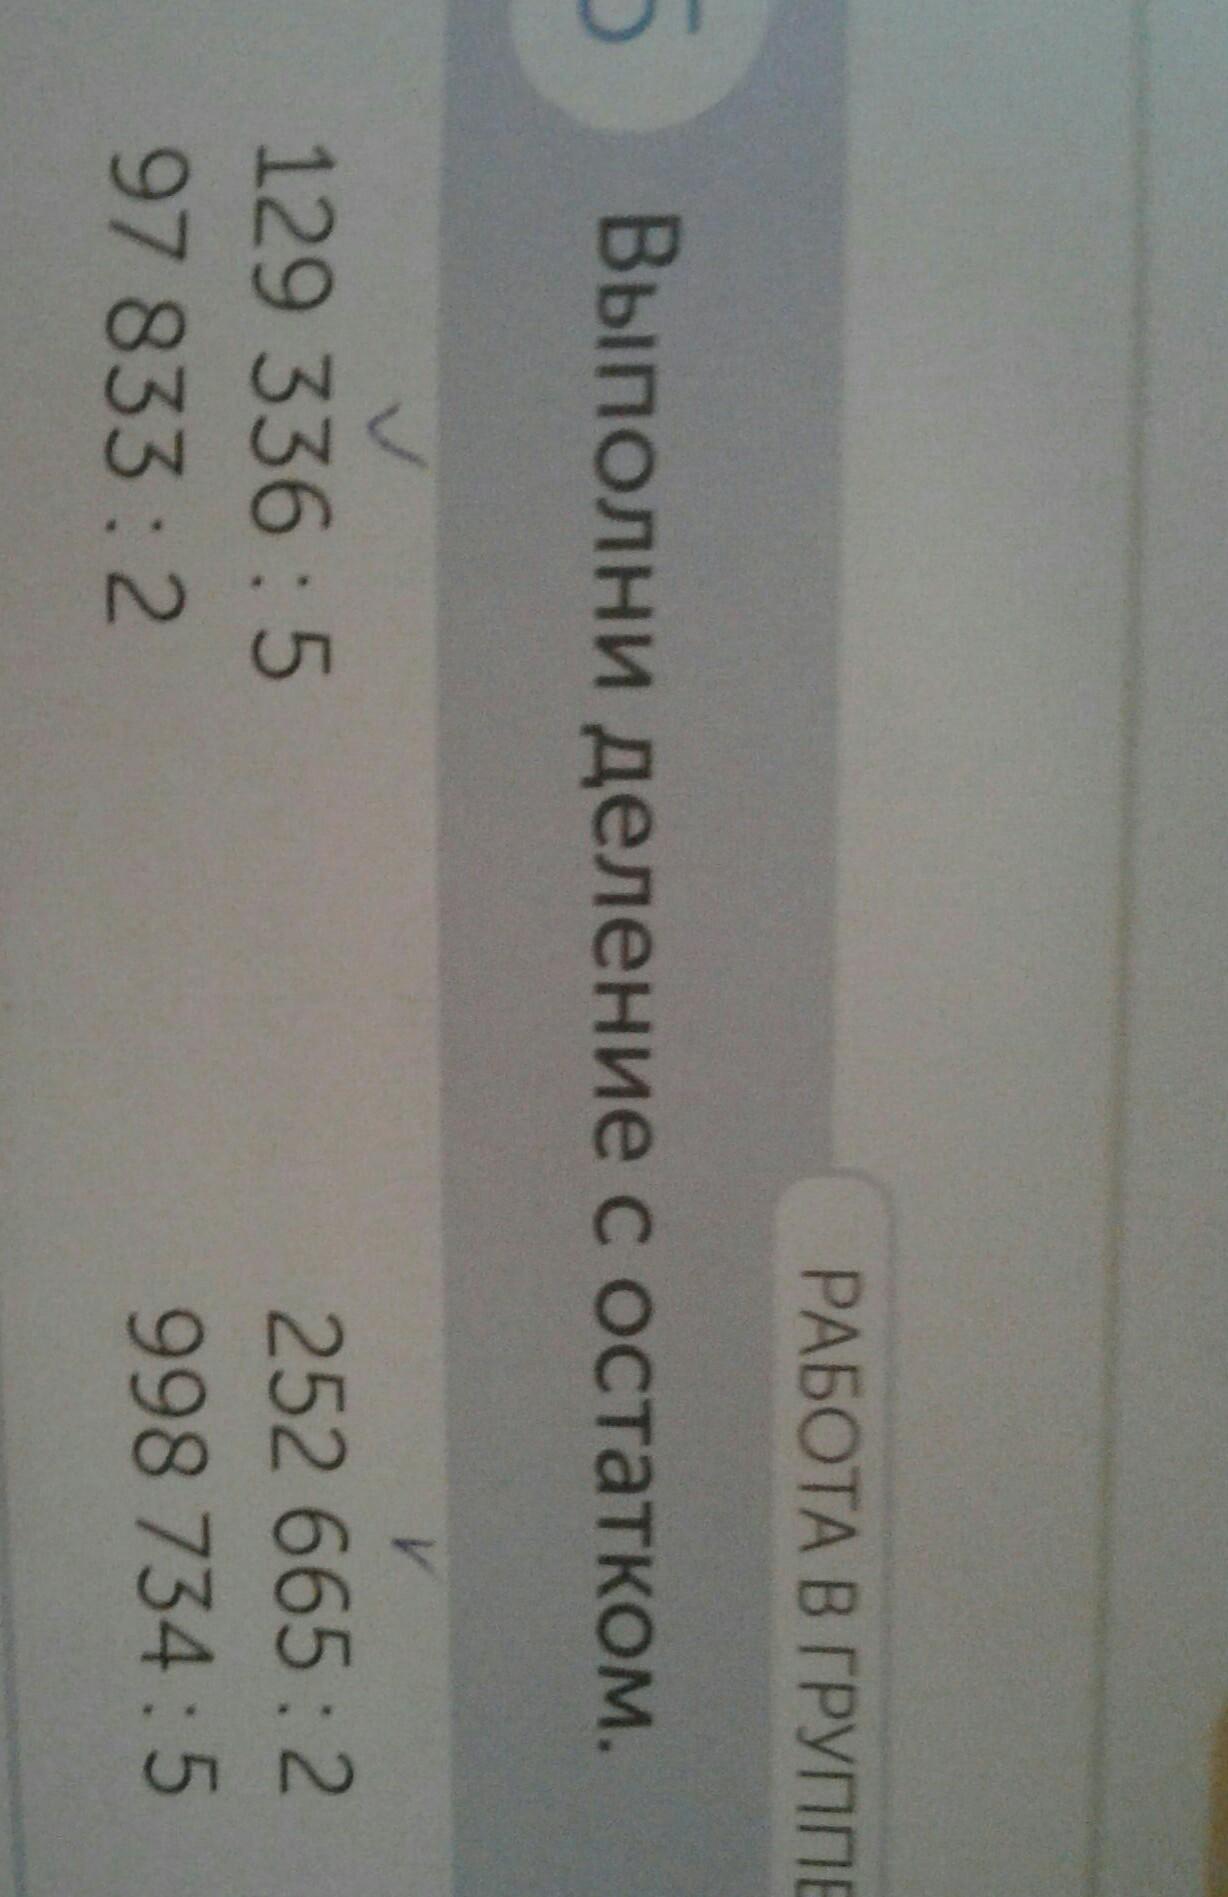 РАБОТА В ГРУППЕ
Выполни деление с остатком.
129 336 : 5
252 665 : 2
97 833 : 2
998 734 : 5